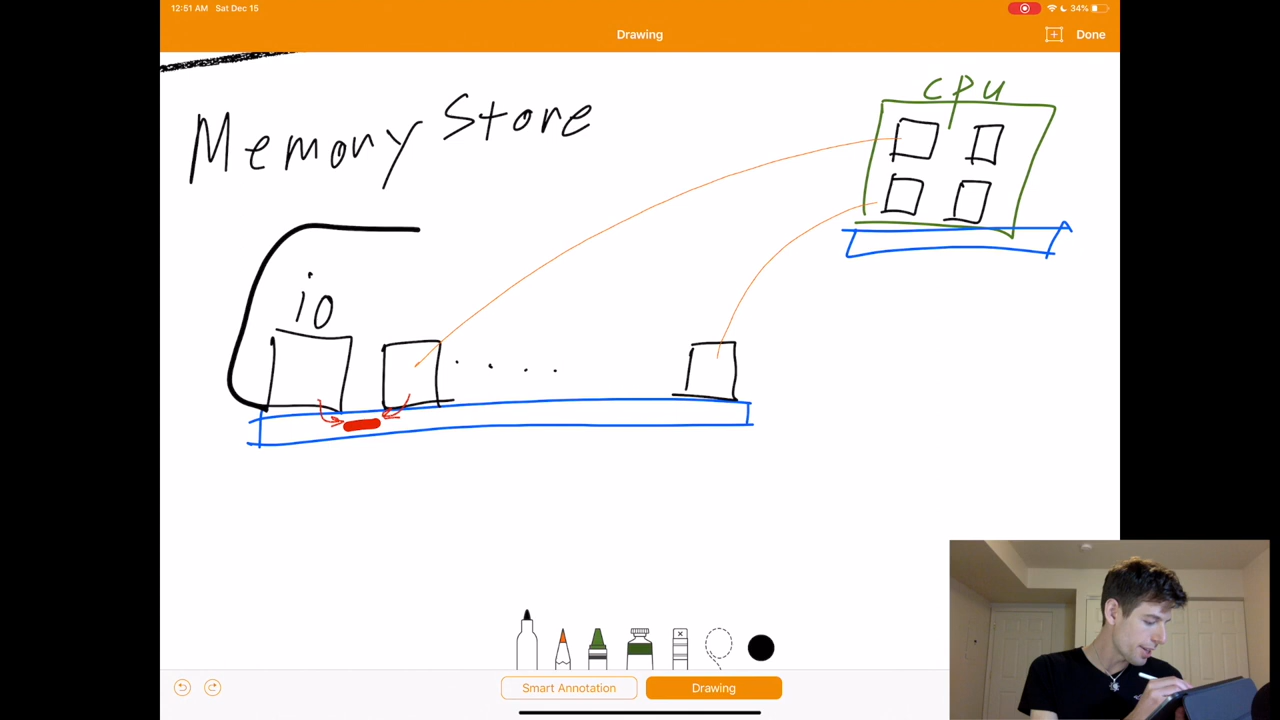 12:51 AM Sat Dec 15
34%
Drawing
Done
CPU
Memory Store
io
Smart Annotation
Drawing